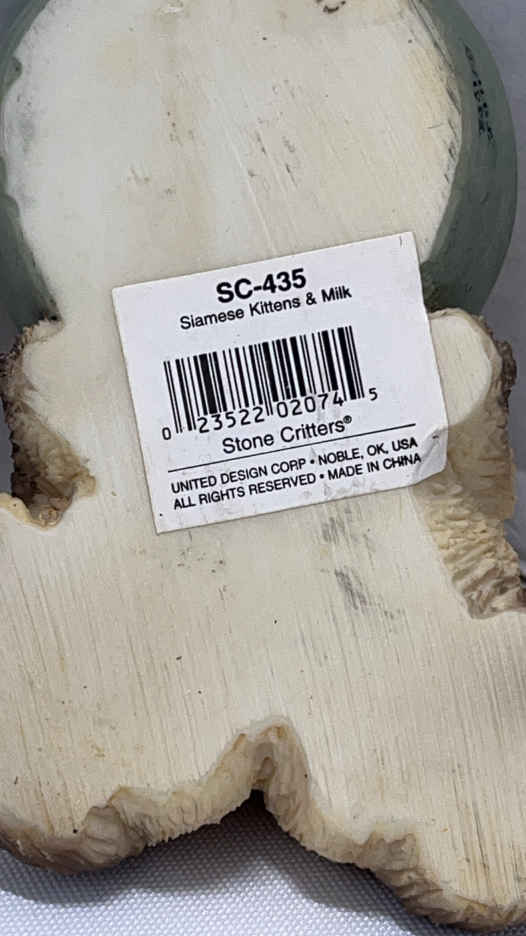 SC-435
Siamese Kittens & Milk
0 23522 02074 5
Stone Critters®
UNITED DESIGN CORP • NOBLE, OK, USA
ALL RIGHTS RESERVED • MADE IN CHINA